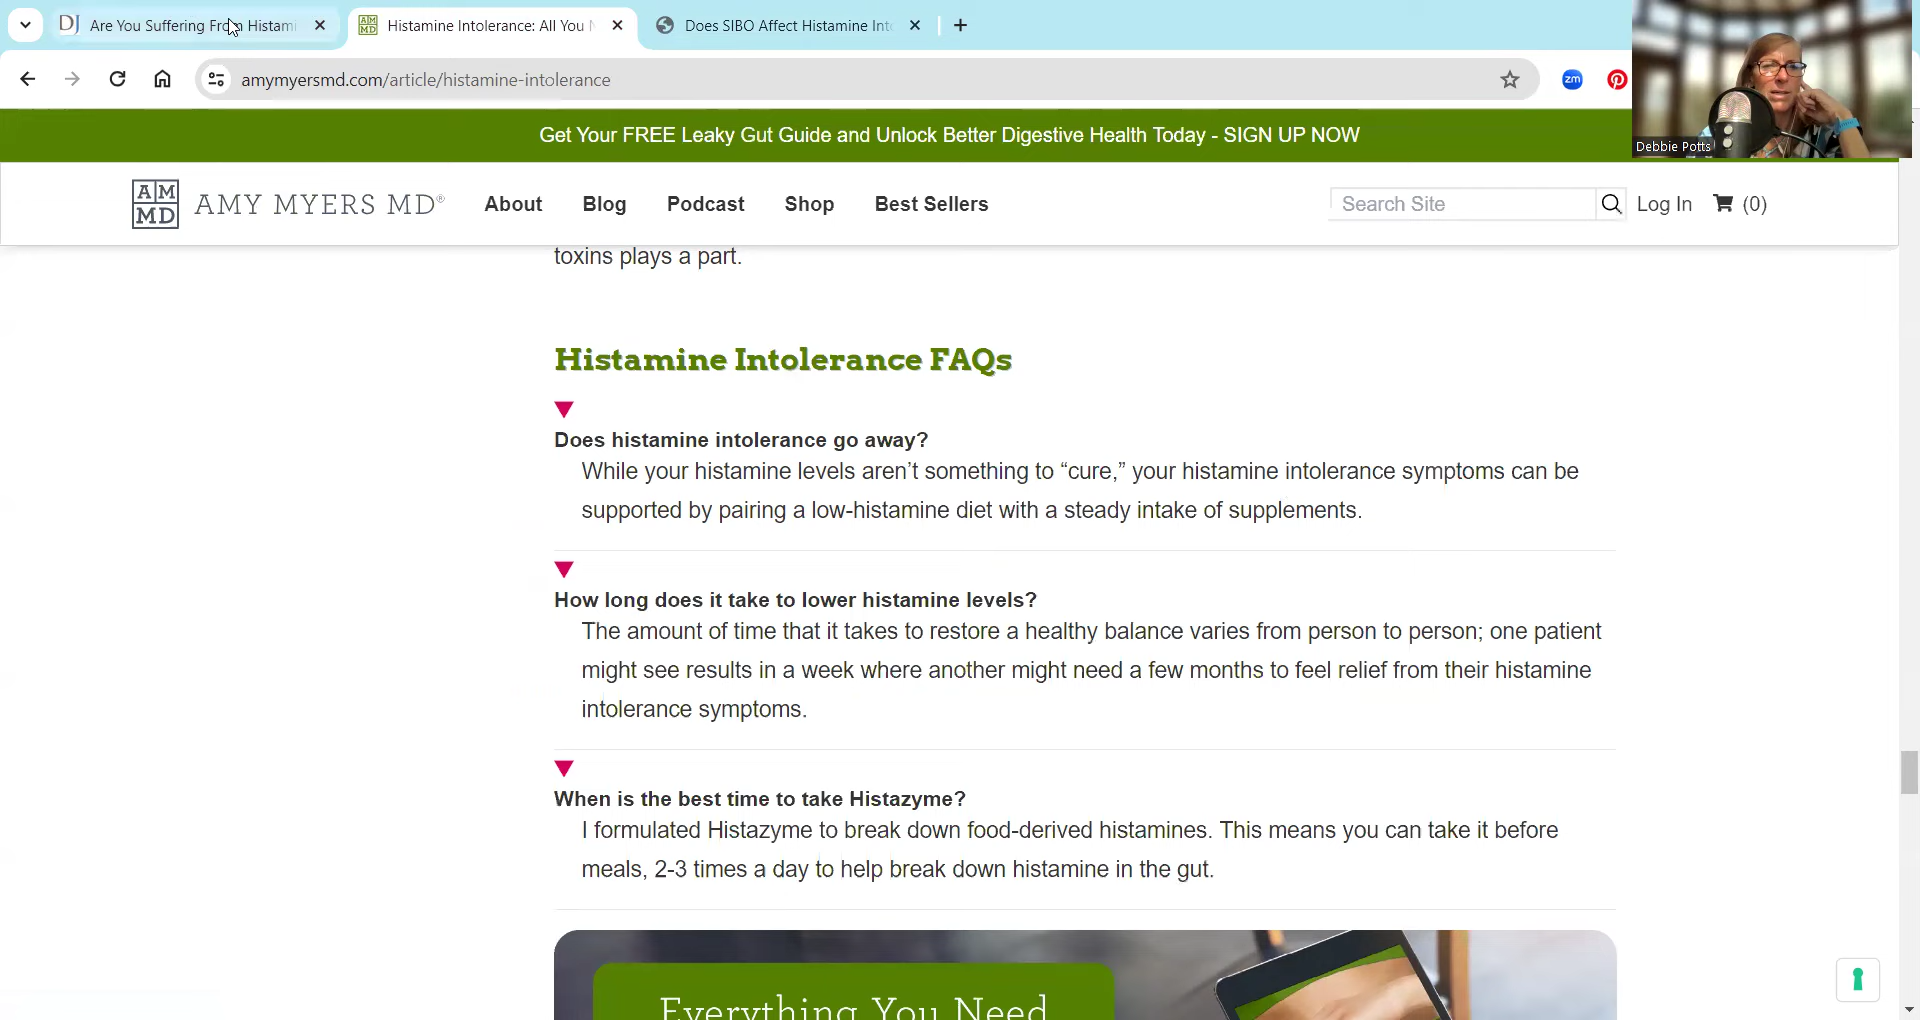 Are You Suffering From Histami
Histamine Intolerance: All You N
Does SIBO Affect Histamine Into
amymyersmd.com/article/histamine-intolerance
zm
Debbie Potts
Get Your FREE Leaky Gut Guide and Unlock Better Digestive Health Today - SIGN UP NOW
AM MD
AMY MYERS MD®
About
Blog
Podcast
Shop
Best Sellers
Search Site
Log In
(0)
toxins plays a part.
Histamine Intolerance FAQs
Does histamine intolerance go away?
While your histamine levels aren't something to “cure,” your histamine intolerance symptoms can be
supported by pairing a low-histamine diet with a steady intake of supplements.
How long does it take to lower histamine levels?
The amount of time that it takes to restore a healthy balance varies from person to person; one patient
might see results in a week where another might need a few months to feel relief from their histamine
intolerance symptoms.
When is the best time to take Histazyme?
I formulated Histazyme to break down food-derived histamines. This means you can take it before
meals, 2-3 times a day to help break down histamine in the gut.
Everything You Need